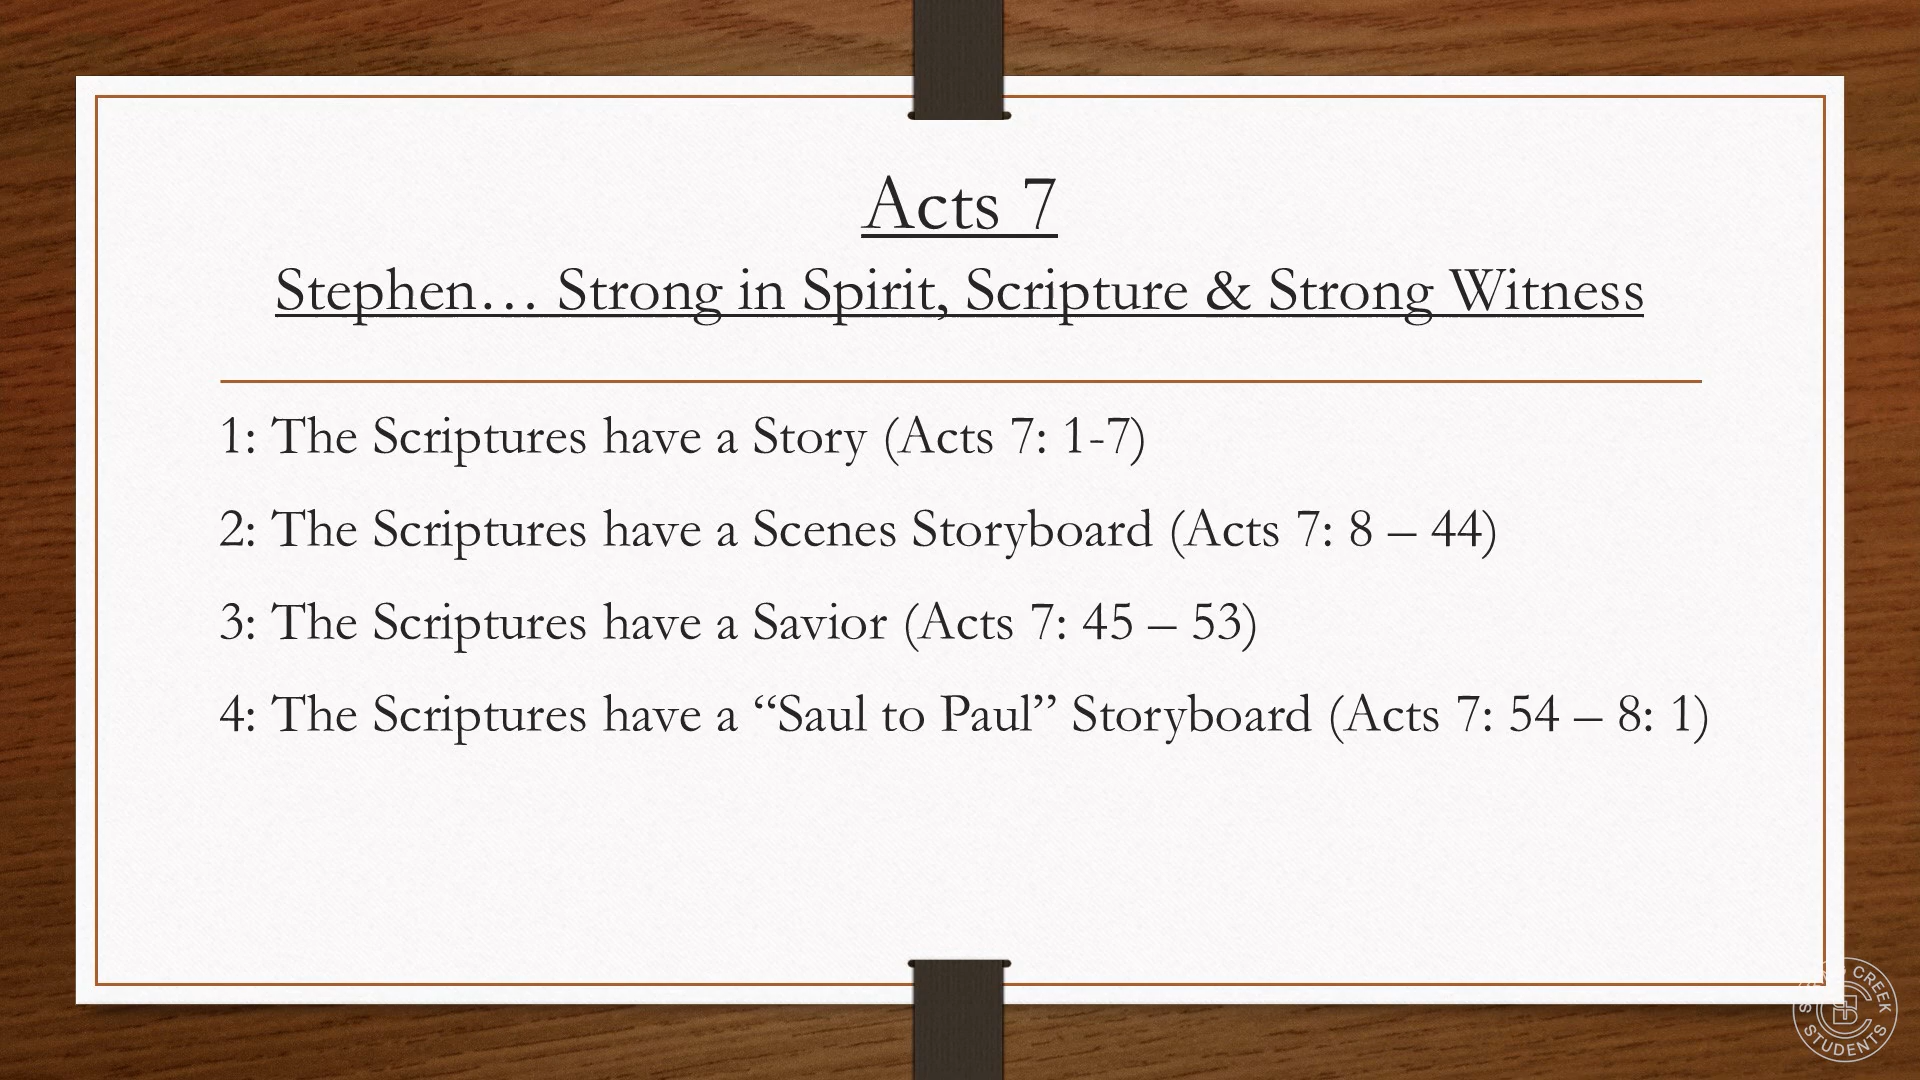 Acts 7
Stephen… Strong in Spirit, Scripture & Strong Witness
1: The Scriptures have a Story (Acts 7: 1-7)
2: The Scriptures have a Scenes Storyboard (Acts 7: 8 – 44)
3: The Scriptures have a Savior (Acts 7: 45 – 53)
4: The Scriptures have a “Saul to Paul” Storyboard (Acts 7: 54 – 8: 1)
CREEK
STUDENTS